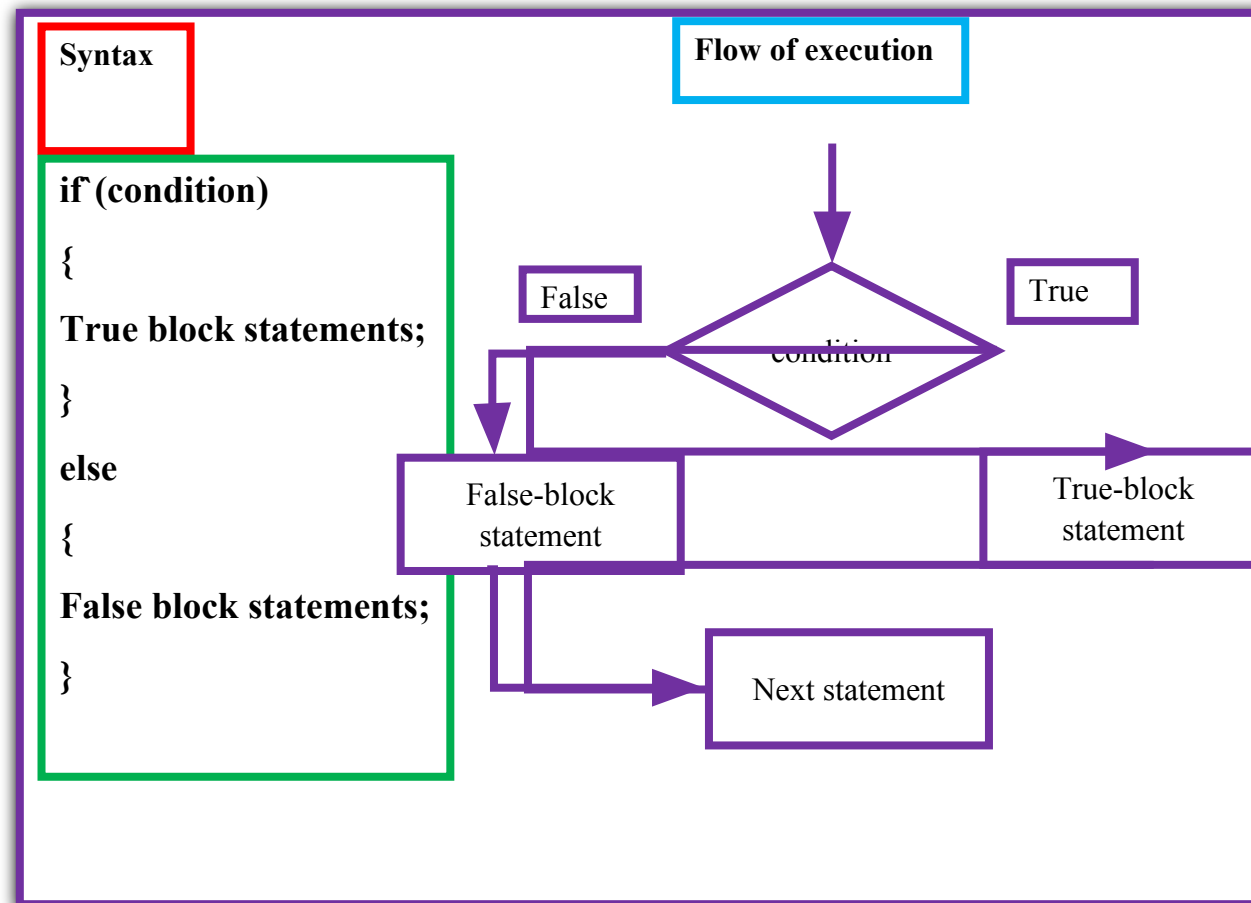 Syntax
if`(condition)
{
True block statements;
}
else
{
False block statements;
}
Flow of execution
False
True
condition
False-block
statement
True-block
statement
Next statement